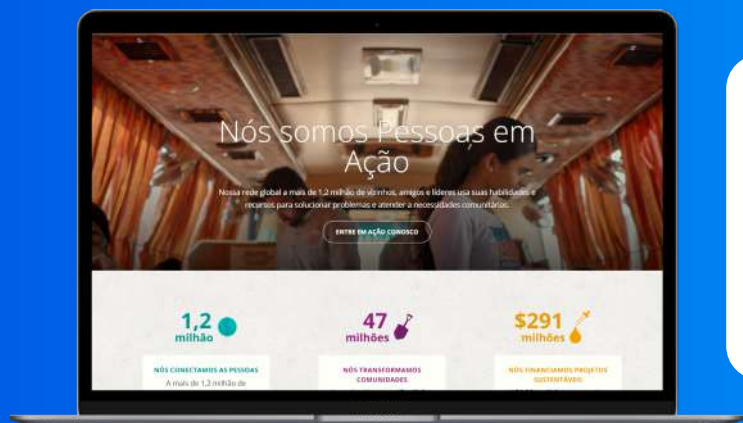 Nós somos Pessoas em
Ação
Nossa rede global a mais de 1,2 milhão de vizinhos, amigos e líderes usa suas habilidades e
recursos para solucionar problemas e atender a necessidades comunitárias.
ENTRE EM AÇÃO CONOSCO
1,2
milhão
47
milhões
$291
milhões
NÓS CONECTAMOS AS PESSOAS
A mais de 1,2 milhão de
NÓS TRANSFORMAMOS
COMUNIDADES.
NÓS FINANCIAMOS PROJETOS
SUSTENTÁVEIS.